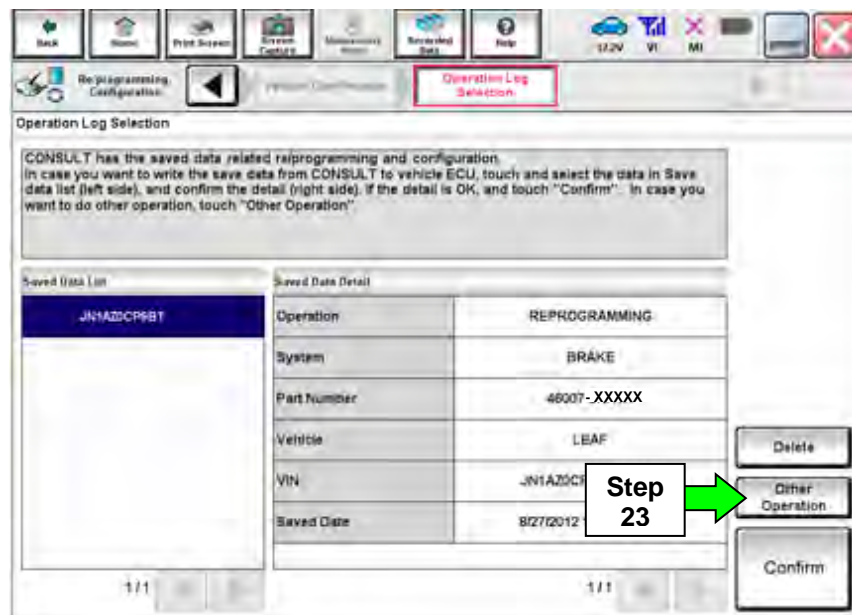 Back
Home
Print Screen
Screen Capture
Measurement Mode
Recorded Data
Help
12.2V
VI
MI
Re/programming, Configuration
Operation Log Selection
Operation Log Selection
CONSULT has the saved data related re/programming and configuration.
In case you want to write the save data from CONSULT to vehicle ECU, touch and select the data in Save
data list (left side), and confirm the detail (right side). If the detail is OK, and touch "Confirm". In case you
want to do other operation, touch "Other Operation".
Saved Data List
Saved Data Detail
JN1AZ0CP5BT
Operation REPROGRAMMING
System BRAKE
Part Number 46007-XXXXX
Vehicle LEAF
VIN
Saved Date 8/27/2012
Step
23
Delete
Other
Operation
Confirm
1/1
1/1